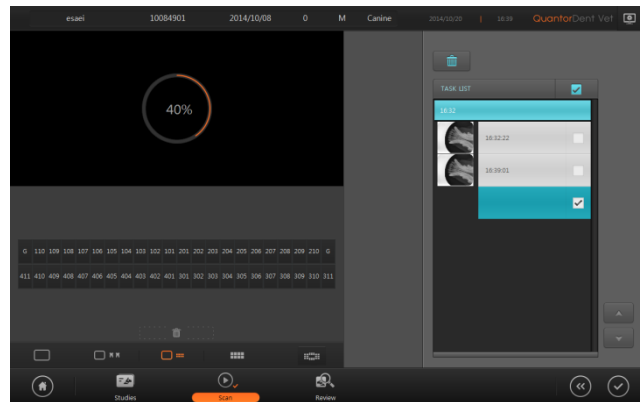 esaei 10084901 2014/10/08 0 M Canine 2014/10/20 | 16:39 QuantorDent Vet
40%
TASK LIST
16:32
16:32:22
16:39:01
G 110 109 108 107 106 105 104 103 102 101 201 202 203 204 205 206 207 208 209 210 G
411 410 409 408 407 406 405 404 403 402 401 301 302 303 304 305 306 307 308 309 310 311
Studies Scan Review